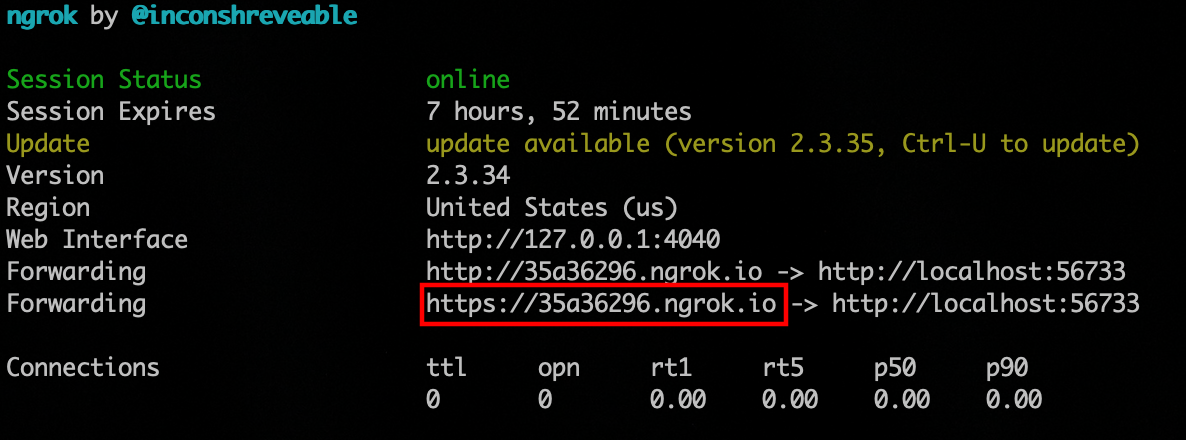 ngrok by @inconshreveable
Session Status online
Session Expires 7 hours, 52 minutes
Update update available (version 2.3.35, Ctrl-U to update)
Version 2.3.34
Region United States (us)
Web Interface http://127.0.0.1:4040
Forwarding http://35a36296.ngrok.io -> http://localhost:56733
Forwarding https://35a36296.ngrok.io -> http://localhost:56733
Connections ttl opn rt1 rt5 p50 p90
0 0 0.00 0.00 0.00 0.00